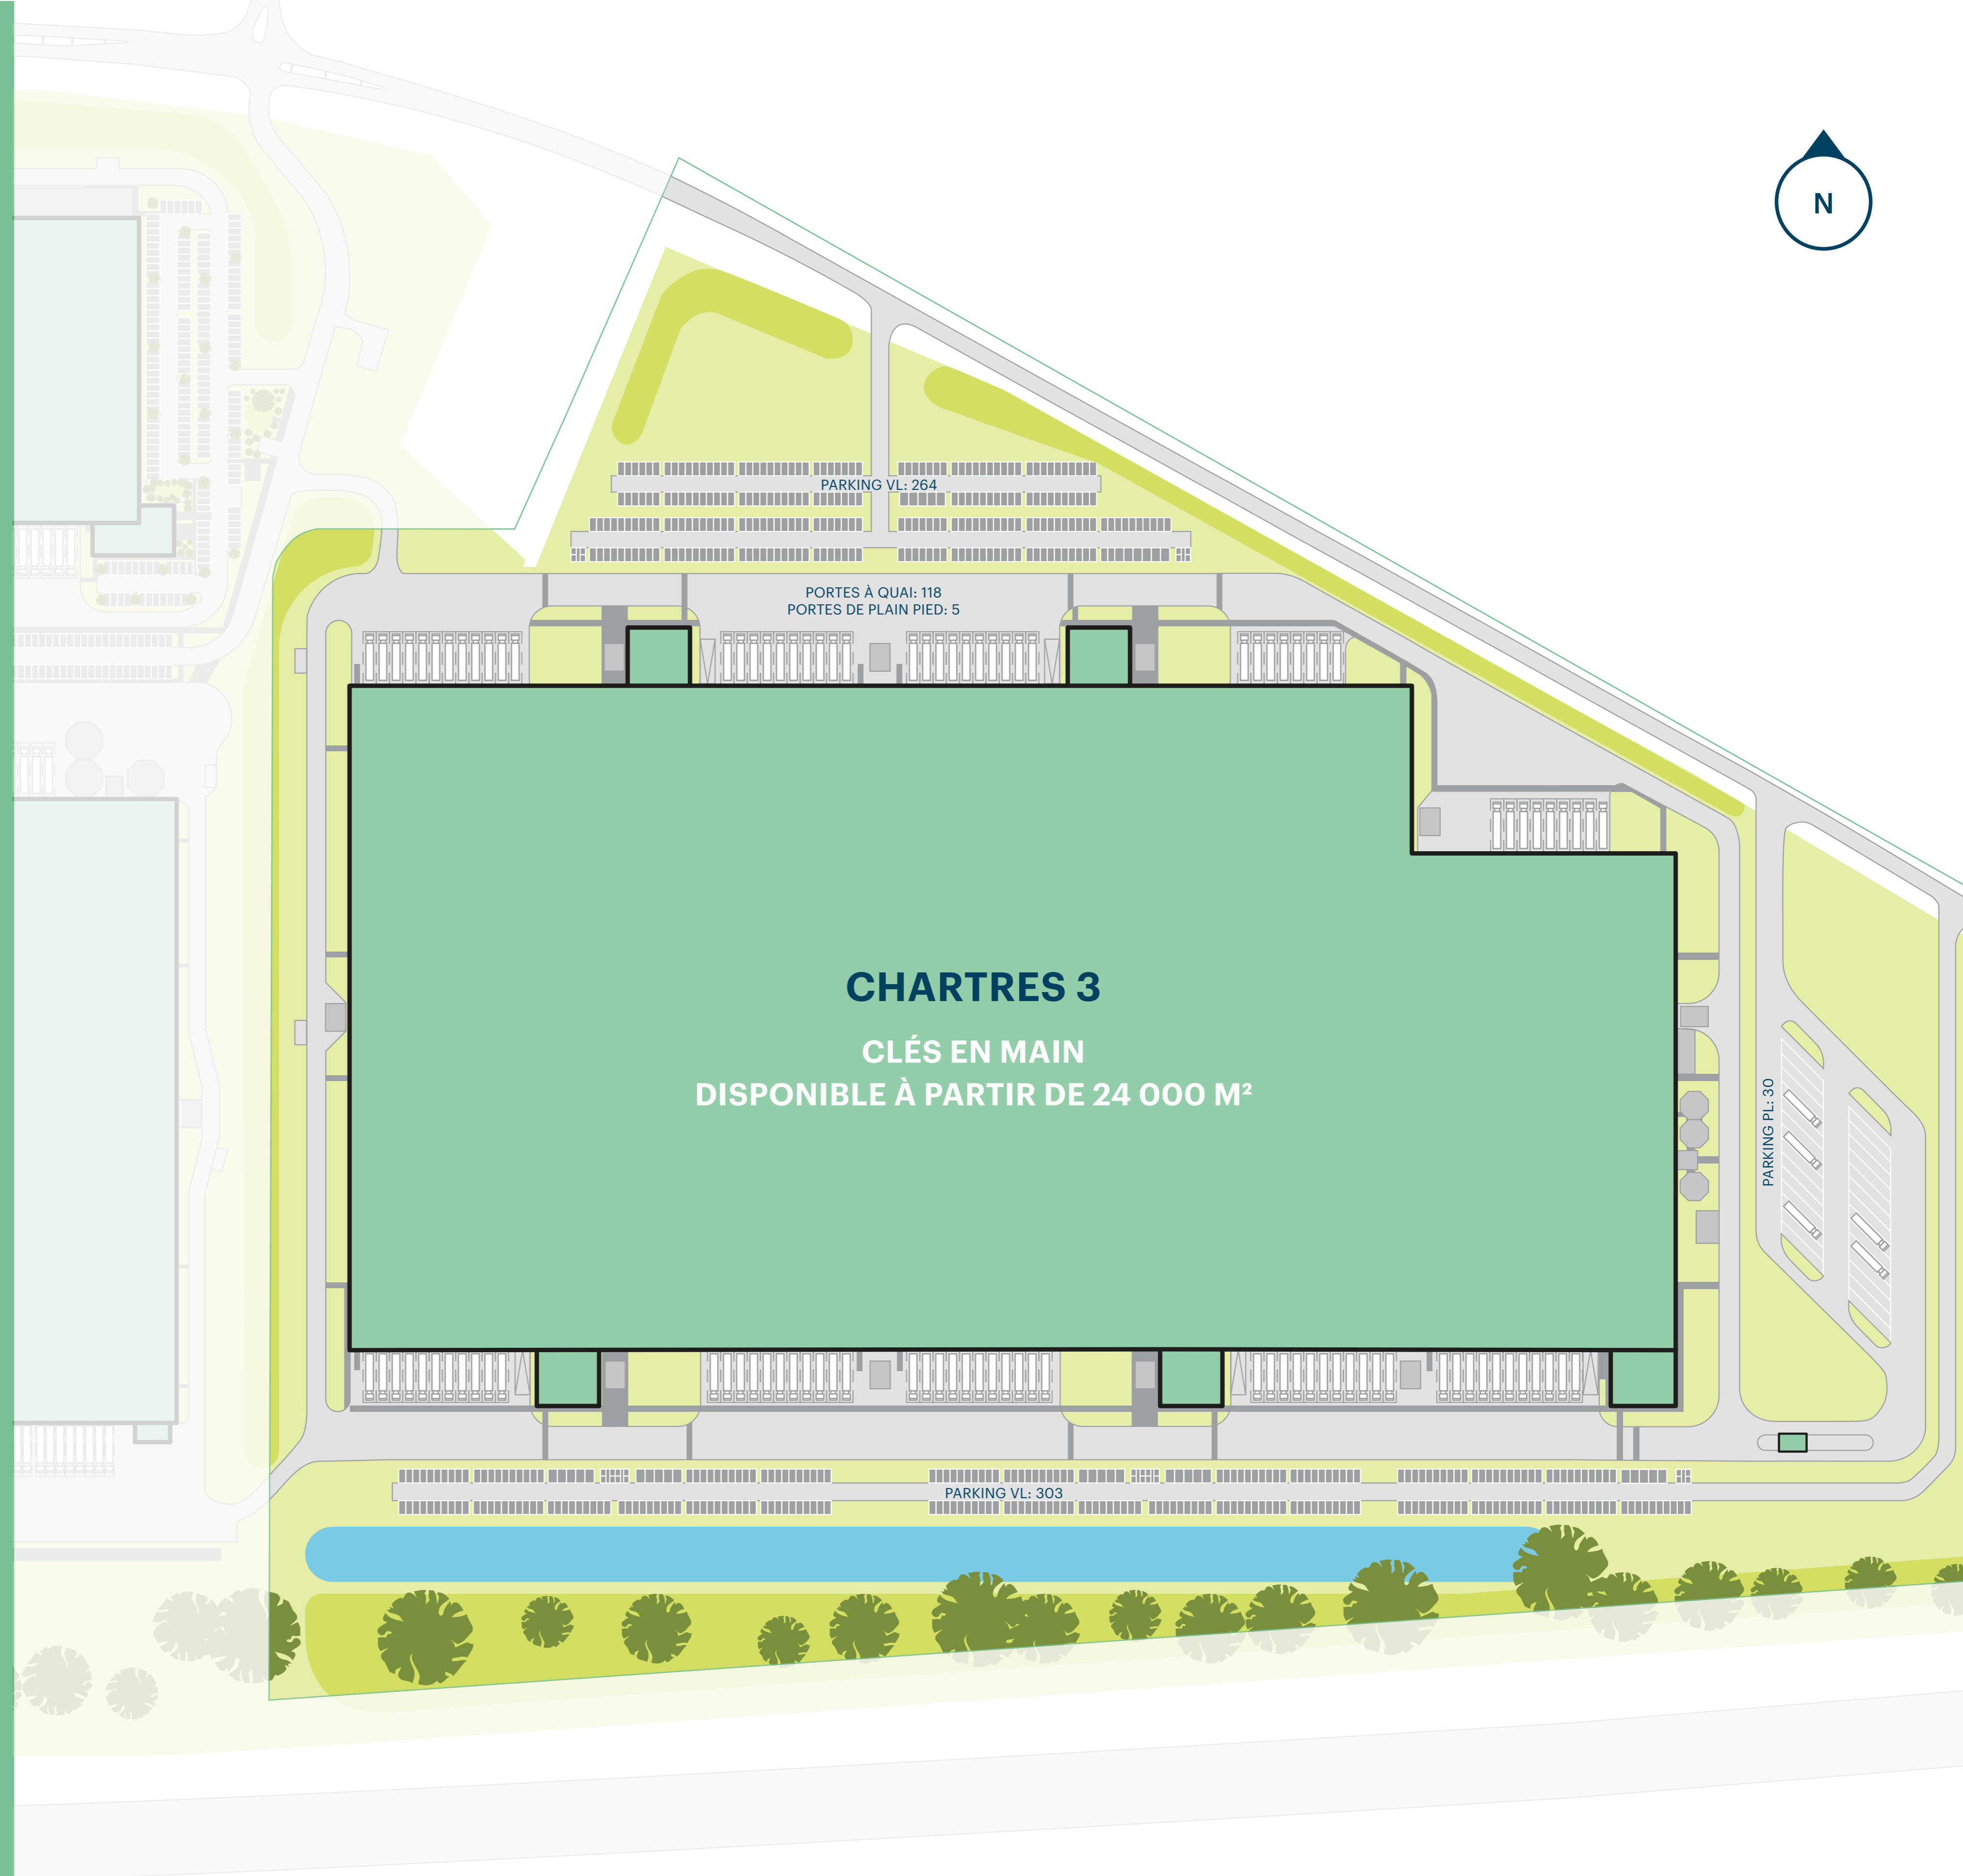 N
PARKING VL: 264
PORTES À QUAI: 118
PORTES DE PLAIN PIED: 5
CHARTRES 3
CLÉS EN MAIN
DISPONIBLE À PARTIR DE 24 000 M²
PARKING PL: 30
PARKING VL: 303